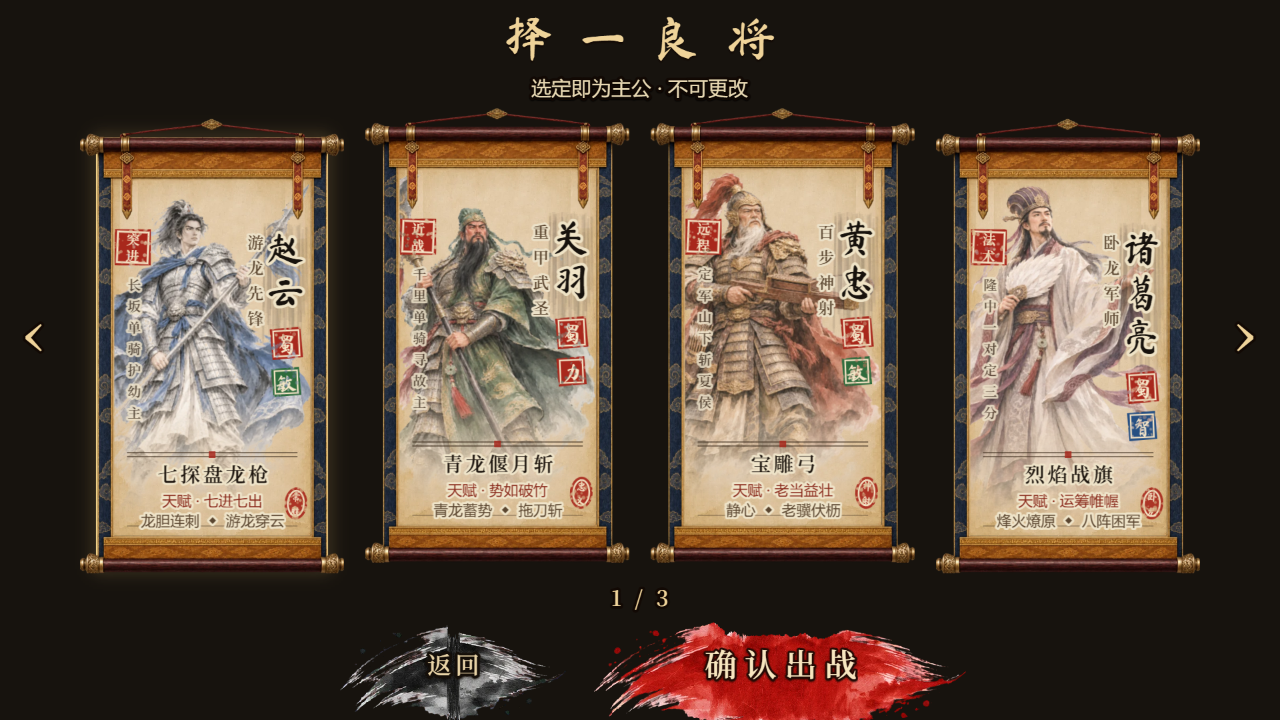 择一良将
选定即为主公·不可更改
突进
长坂单骑护幼主
游龙先锋
赵云
蜀
敏
七探盘龙枪
天赋·七进七出
龙胆连刺 ◆ 游龙穿云
近战
千里单骑寻故主
重甲武圣
关羽
蜀
力
青龙偃月斩
天赋·势如破竹
青龙蓄势 ◆ 拖刀斩
远程
定军山下斩夏侯
百步神射
黄忠
蜀
敏
宝雕弓
天赋·老当益壮
静心 ◆ 老骥伏枥
法术
隆中一对定三分
卧龙军师
诸葛亮
蜀
智
烈焰战旗
天赋·运筹帷幄
烽火燎原 ◆ 八阵困军
1 / 3
返回
确认出战